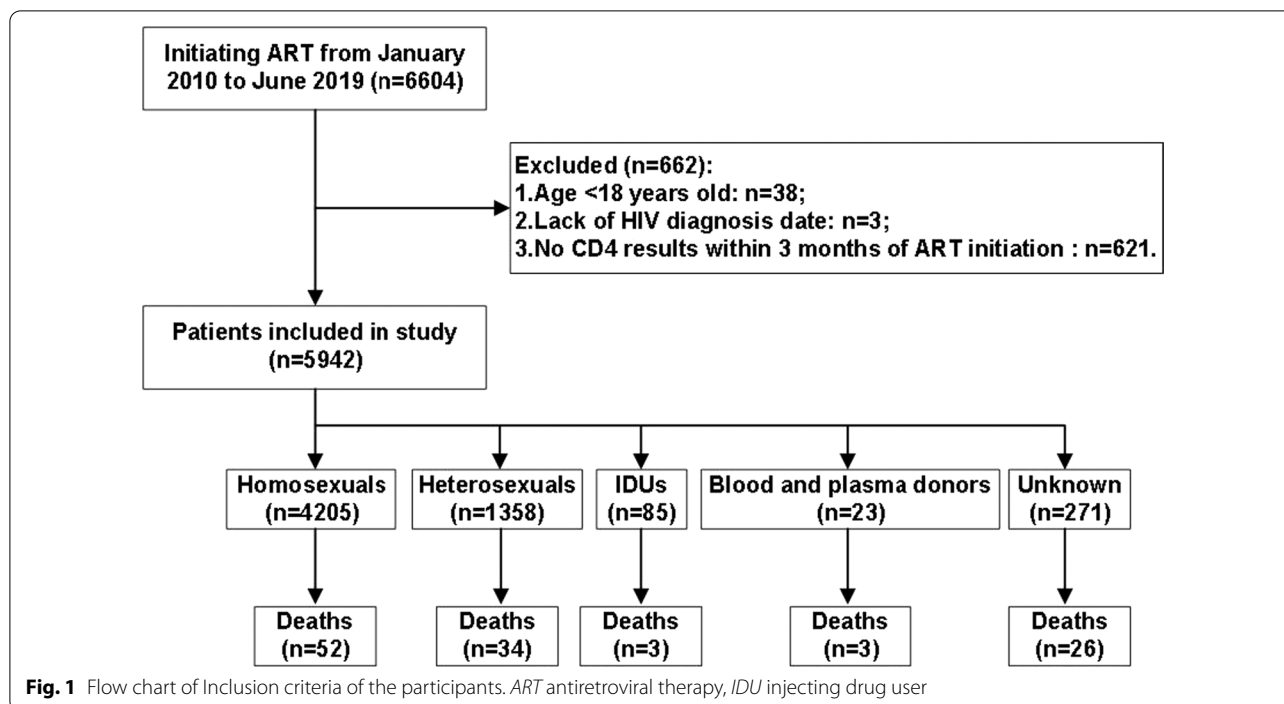 Initiating ART from January
2010 to June 2019 (n=6604)
Excluded (n=662):
1.Age <18 years old: n=38;
2.Lack of HIV diagnosis date: n=3;
3.No CD4 results within 3 months of ART initiation : n=621.
Patients included in study
(n=5942)
Homosexuals
(n=4205)
Heterosexuals
(n=1358)
IDUs
(n=85)
Blood and plasma donors
(n=23)
Unknown
(n=271)
Deaths
(n=52)
Deaths
(n=34)
Deaths
(n=3)
Deaths
(n=3)
Deaths
(n=26)
Fig. 1 Flow chart of Inclusion criteria of the participants. ART antiretroviral therapy, IDU injecting drug user